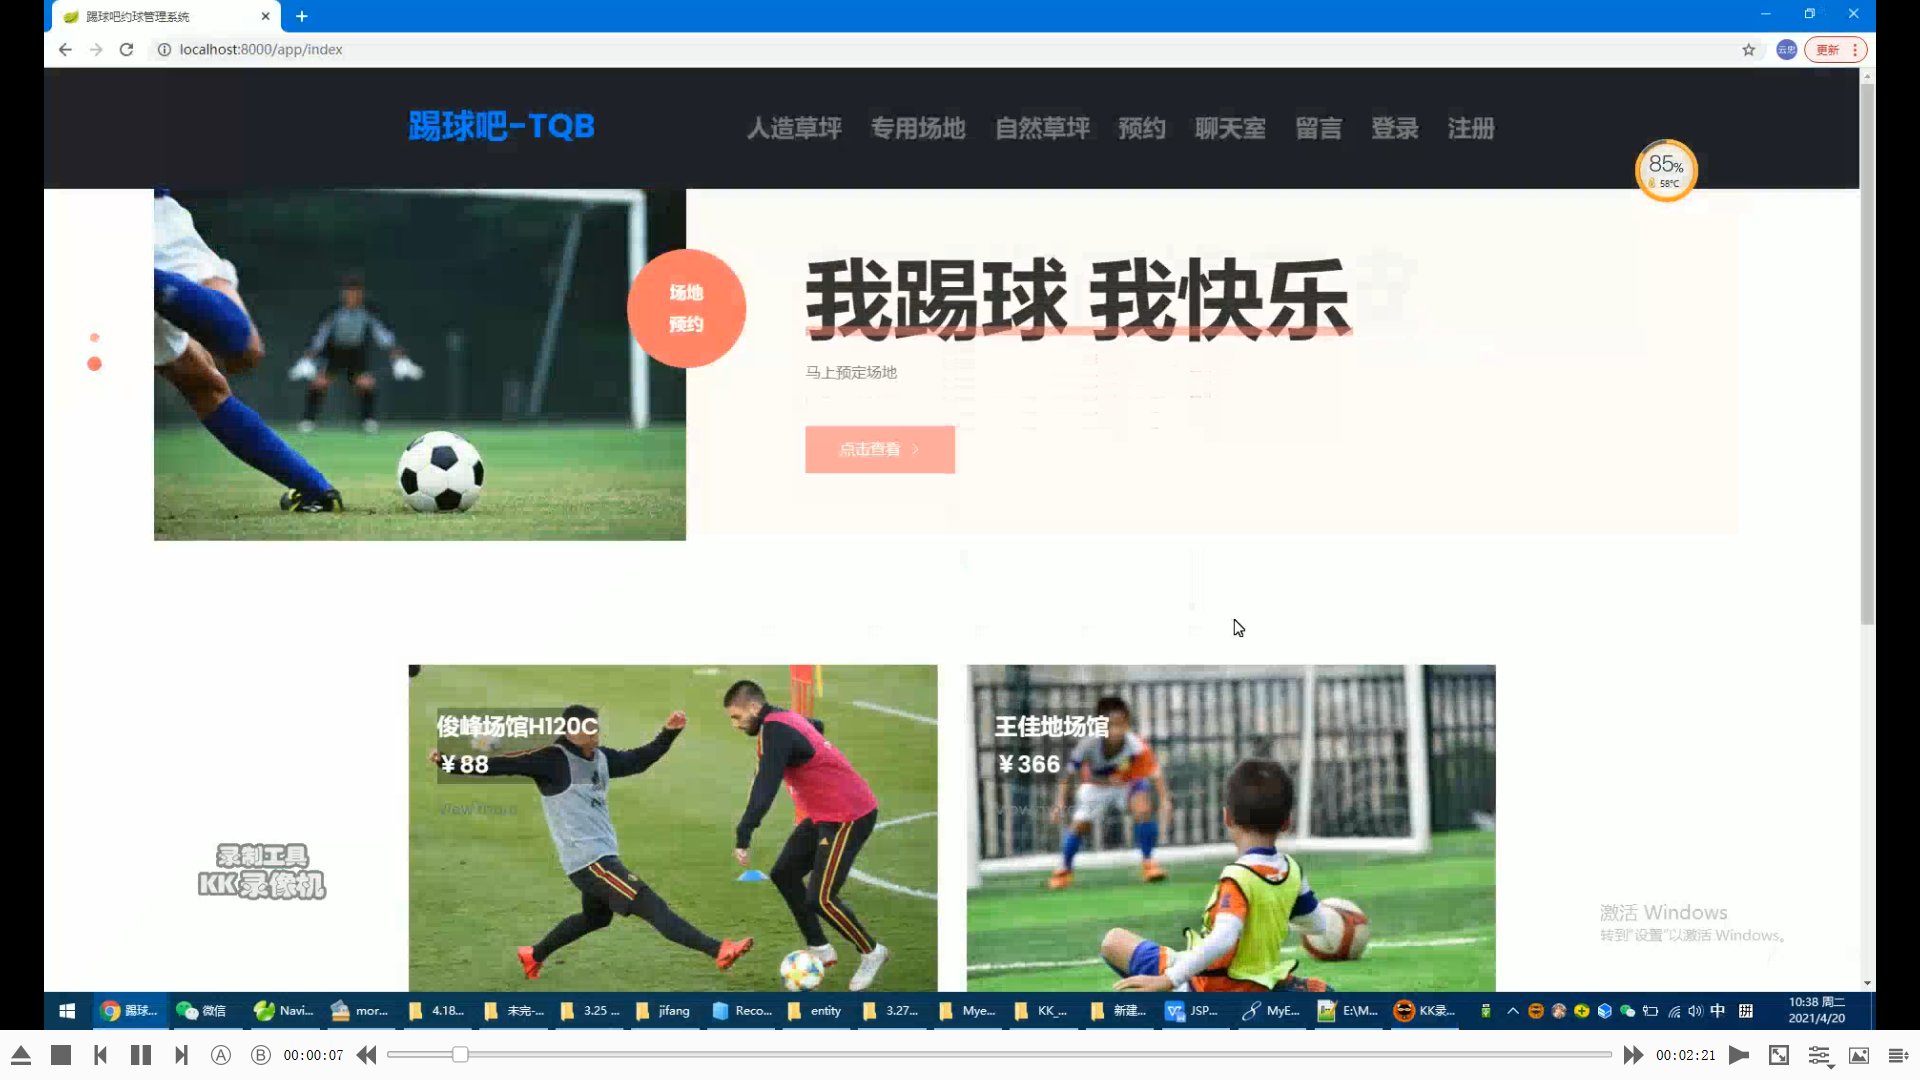 踢球吧约球管理系统
localhost:8000/app/index
云忠
更新
踢球吧-TQB
人造草坪 专用场地 自然草坪 预约 聊天室 留言 登录 注册
85%
58°C
场地
预约
我踢球 我快乐
马上预定场地
点击查看
俊峰场馆H120C
¥88
View more
王佳地场馆
¥366
View more
录制工具
KK录像机
激活 Windows
转到“设置”以激活 Windows。
踢球... 微信 Navi... mor... 4.18... 未完-... 3.25 ... jifang Reco... entity 3.27... Mye... KK_... 新建... JSP... MyE... E:\M... KK录... 中
10:38 周二
2021/4/20
A B 00:00:07 00:02:21